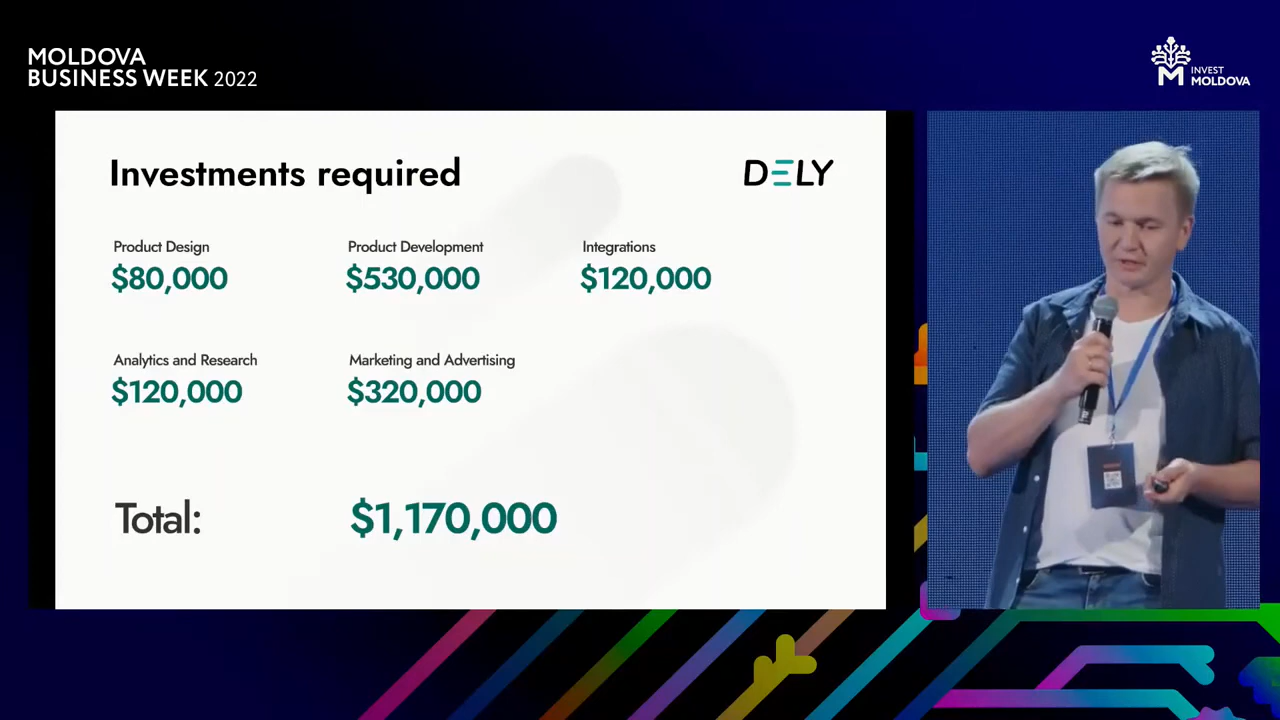 MOLDOVA
BUSINESS WEEK 2022
INVEST
MOLDOVA
Investments required
DELY
Product Design
$80,000
Product Development
$530,000
Integrations
$120,000
Analytics and Research
$120,000
Marketing and Advertising
$320,000
Total:
$1,170,000